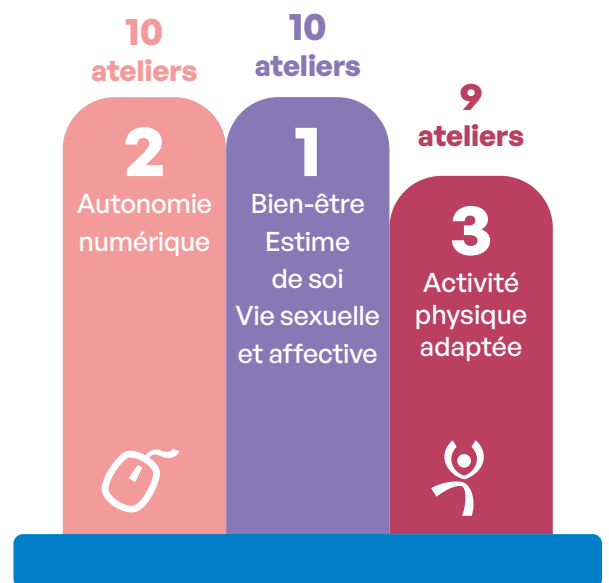 10
ateliers
2
Autonomie
numérique
10
ateliers
1
Bien-être
Estime
de soi
Vie sexuelle
et affective
9
ateliers
3
Activité
physique
adaptée